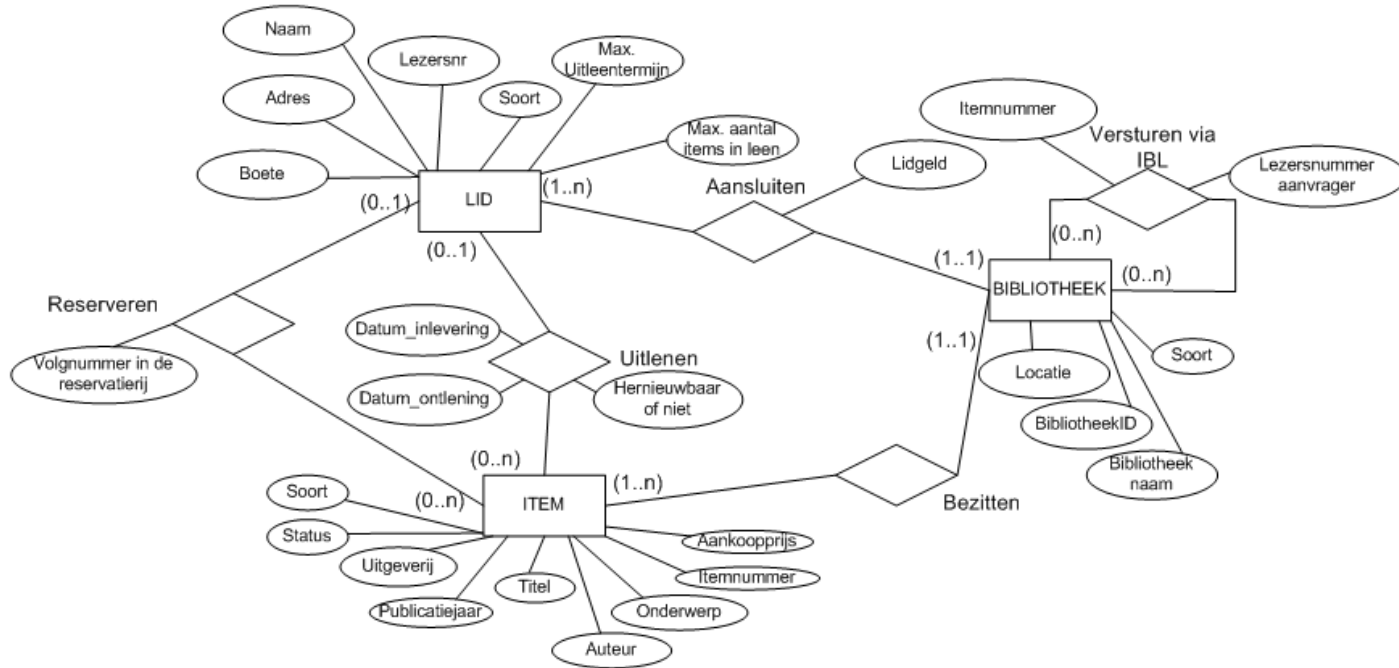 Naam
Lezersnr
Max.
Uitleentermijn
Adres
Soort
Max. aantal
items in leen
Boete
LID
(0..1)
(1..n)
(0..1)
Aansluiten
Lidgeld
Itemnummer
Versturen via
IBL
Lezersnummer
aanvrager
(0..n)
(0..n)
(1..1)
BIBLIOTHEEK
(1..1)
Soort
Locatie
BibliotheekID
Bibliotheek
naam
Reserveren
Volgnummer in de
reservatierij
Datum_inlevering
Uitlenen
Datum_ontlening
Hernieuwbaar
of niet
(0..n)
(1..n)
(0..n)
ITEM
Bezitten
Soort
Status
Uitgeverij
Publicatiejaar
Titel
Auteur
Onderwerp
Itemnummer
Aankoopprijs